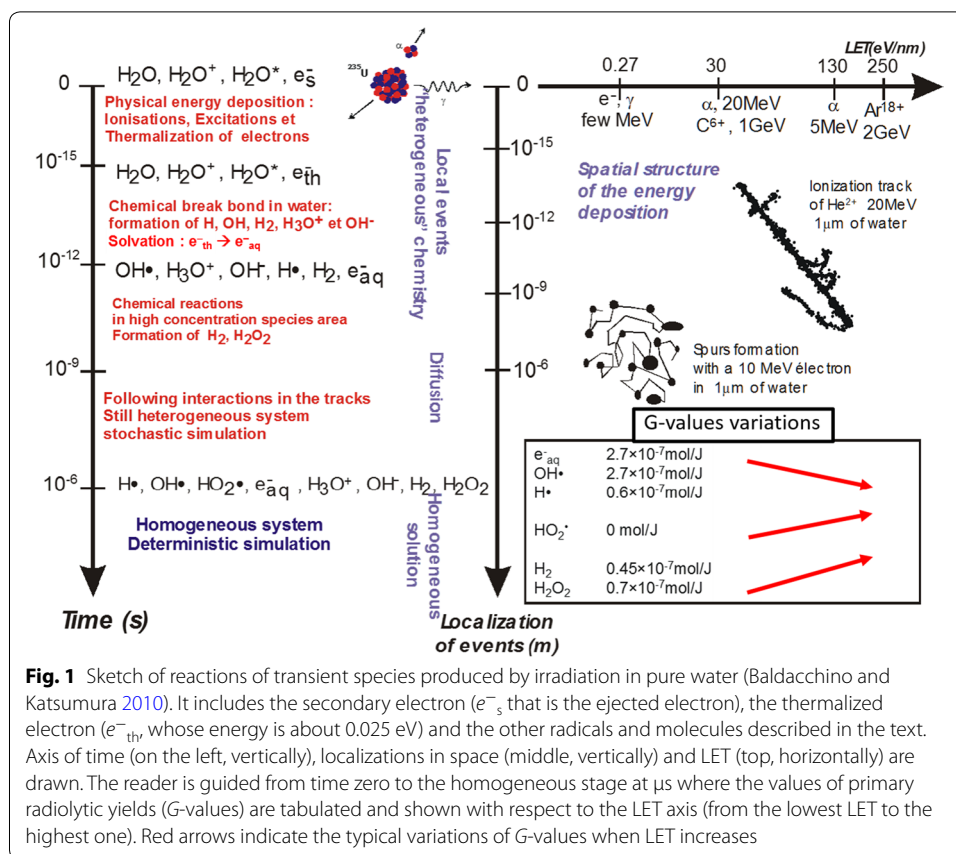 LET(eV/nm)
0.27 30 130 250
e⁻, γ
few MeV
α, 20MeV
C⁶⁺, 1GeV
α
5MeV
Ar¹⁸⁺
2GeV
α
²³⁵U
γ
0
H₂O, H₂O⁺, H₂O*, e⁻s
Physical energy deposition :
Ionisations, Excitations et
Thermalization of electrons
10⁻¹⁵
H₂O, H₂O⁺, H₂O*, e⁻th
Chemical break bond in water:
formation of H, OH, H₂, H₃O⁺ et OH⁻
Solvation : e⁻th → e⁻aq
10⁻¹²
OH•, H₃O⁺, OH⁻, H•, H₂, e⁻aq
Chemical reactions
in high concentration species area
Formation of H₂, H₂O₂
10⁻⁹
Following interactions in the tracks
Still heterogeneous system
stochastic simulation
10⁻⁶
H•, OH•, HO₂•, e⁻aq , H₃O⁺, OH⁻, H₂, H₂O₂
Homogeneous system
Deterministic simulation
Time (s)
Local events
"heterogeneous" chemistry
Diffusion
Homogeneous
solution
0
10⁻¹⁵
10⁻¹²
10⁻⁹
10⁻⁶
Localization
of events (m)
Spatial structure
of the energy
deposition
Ionization track
of He²⁺ 20MeV
1μm of water
Spurs formation
with a 10 MeV électron
in 1μm of water
G-values variations
e⁻aq 2.7×10⁻⁷mol/J
OH• 2.7×10⁻⁷mol/J
H• 0.6×10⁻⁷mol/J
HO₂• 0 mol/J
H₂ 0.45×10⁻⁷mol/J
H₂O₂ 0.7×10⁻⁷mol/J
Fig. 1 Sketch of reactions of transient species produced by irradiation in pure water (Baldacchino and
Katsumura 2010). It includes the secondary electron (e⁻s that is the ejected electron), the thermalized
electron (e⁻th, whose energy is about 0.025 eV) and the other radicals and molecules described in the text.
Axis of time (on the left, vertically), localizations in space (middle, vertically) and LET (top, horizontally) are
drawn. The reader is guided from time zero to the homogeneous stage at μs where the values of primary
radiolytic yields (G-values) are tabulated and shown with respect to the LET axis (from the lowest LET to the
highest one). Red arrows indicate the typical variations of G-values when LET increases